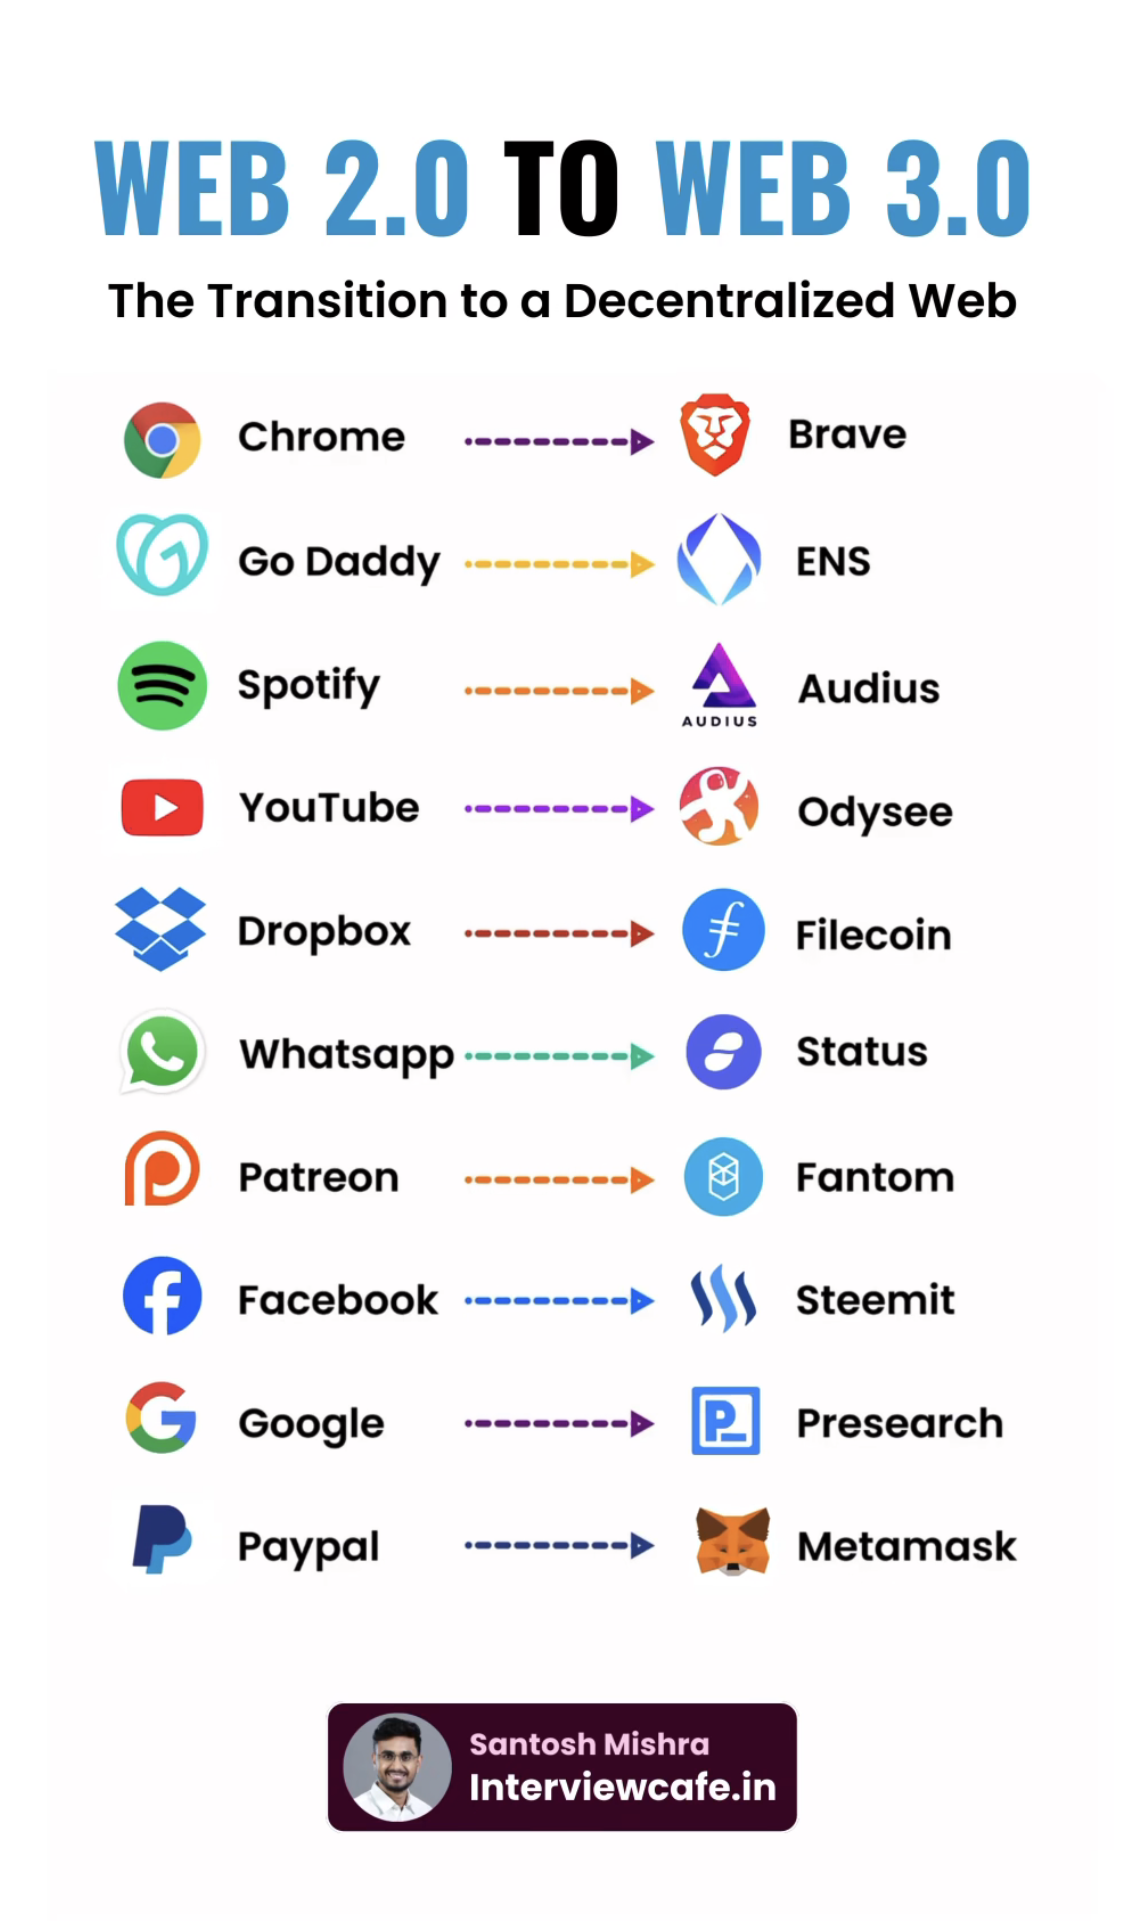 WEB 2.0 TO WEB 3.0
The Transition to a Decentralized Web
Chrome Brave
Go Daddy ENS
Spotify Audius
AUDIUS
YouTube Odysee
Dropbox Filecoin
Whatsapp Status
Patreon Fantom
Facebook Steemit
Google Presearch
Paypal Metamask
Santosh Mishra
Interviewcafe.in